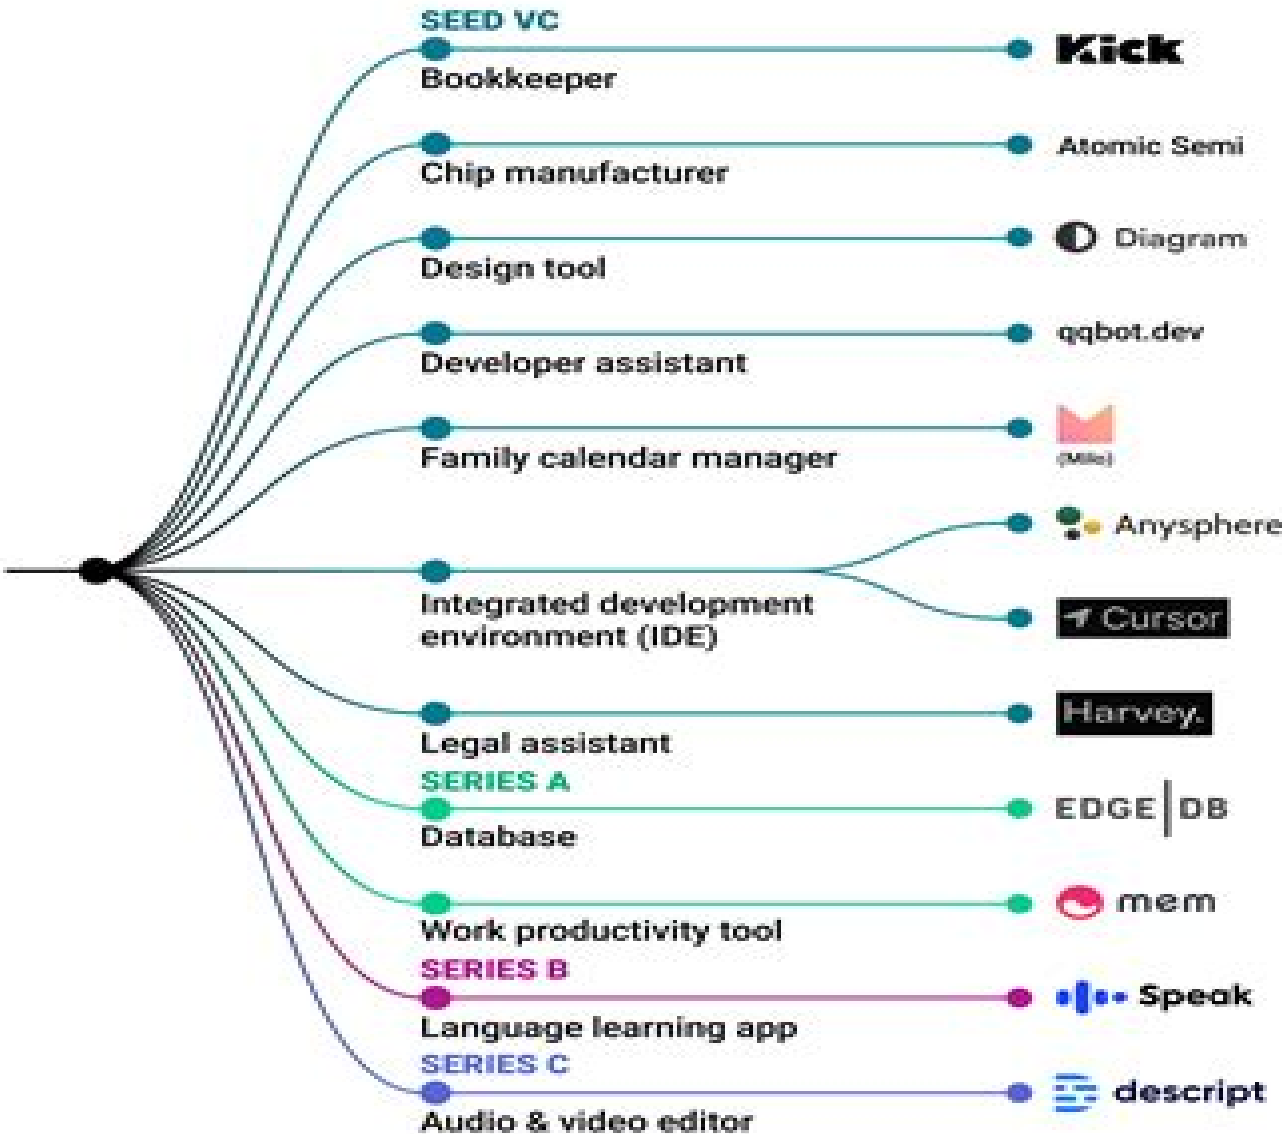 SEED VC
Kick
Bookkeeper
Atomic Semi
Chip manufacturer
Diagram
Design tool
qqbot.dev
Developer assistant
(Milo)
Family calendar manager
Anysphere
Integrated development
environment (IDE)
Cursor
Harvey.
Legal assistant
SERIES A
EDGE|DB
Database
mem
Work productivity tool
SERIES B
Speak
Language learning app
SERIES C
descript
Audio & video editor